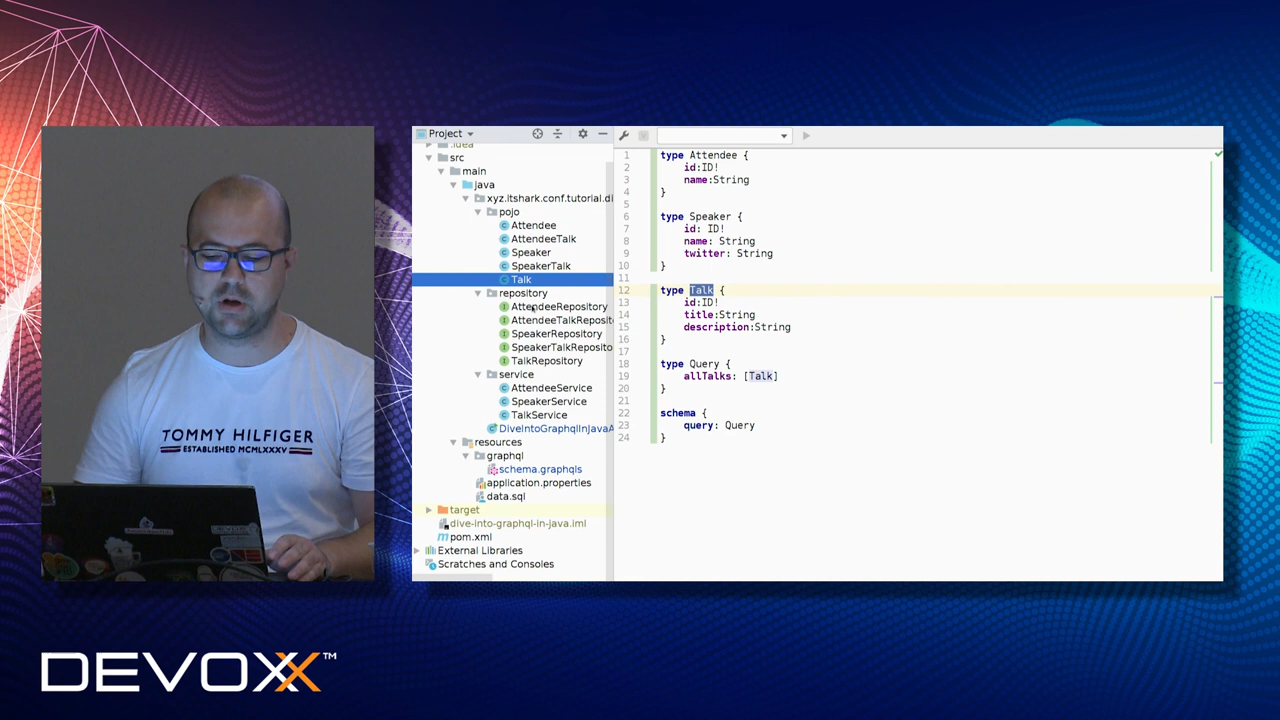 TOMMY HILFIGER
ESTABLISHED MCMLXXXV
DEVOXX™
Project
.idea
src
main
java
xyz.itshark.conf.tutorial.di
pojo
Attendee
AttendeeTalk
Speaker
SpeakerTalk
Talk
repository
AttendeeRepository
AttendeeTalkReposit
SpeakerRepository
SpeakerTalkReposito
TalkRepository
service
AttendeeService
SpeakerService
TalkService
DiveIntoGraphqlInJavaA
resources
graphql
schema.graphqls
application.properties
data.sql
target
dive-into-graphql-in-java.iml
pom.xml
External Libraries
Scratches and Consoles
1 type Attendee {
2 id:ID!
3 name:String
4 }
5
6 type Speaker {
7 id: ID!
8 name: String
9 twitter: String
10 }
11
12 type Talk {
13 id:ID!
14 title:String
15 description:String
16 }
17
18 type Query {
19 allTalks: [Talk]
20 }
21
22 schema {
23 query: Query
24 }